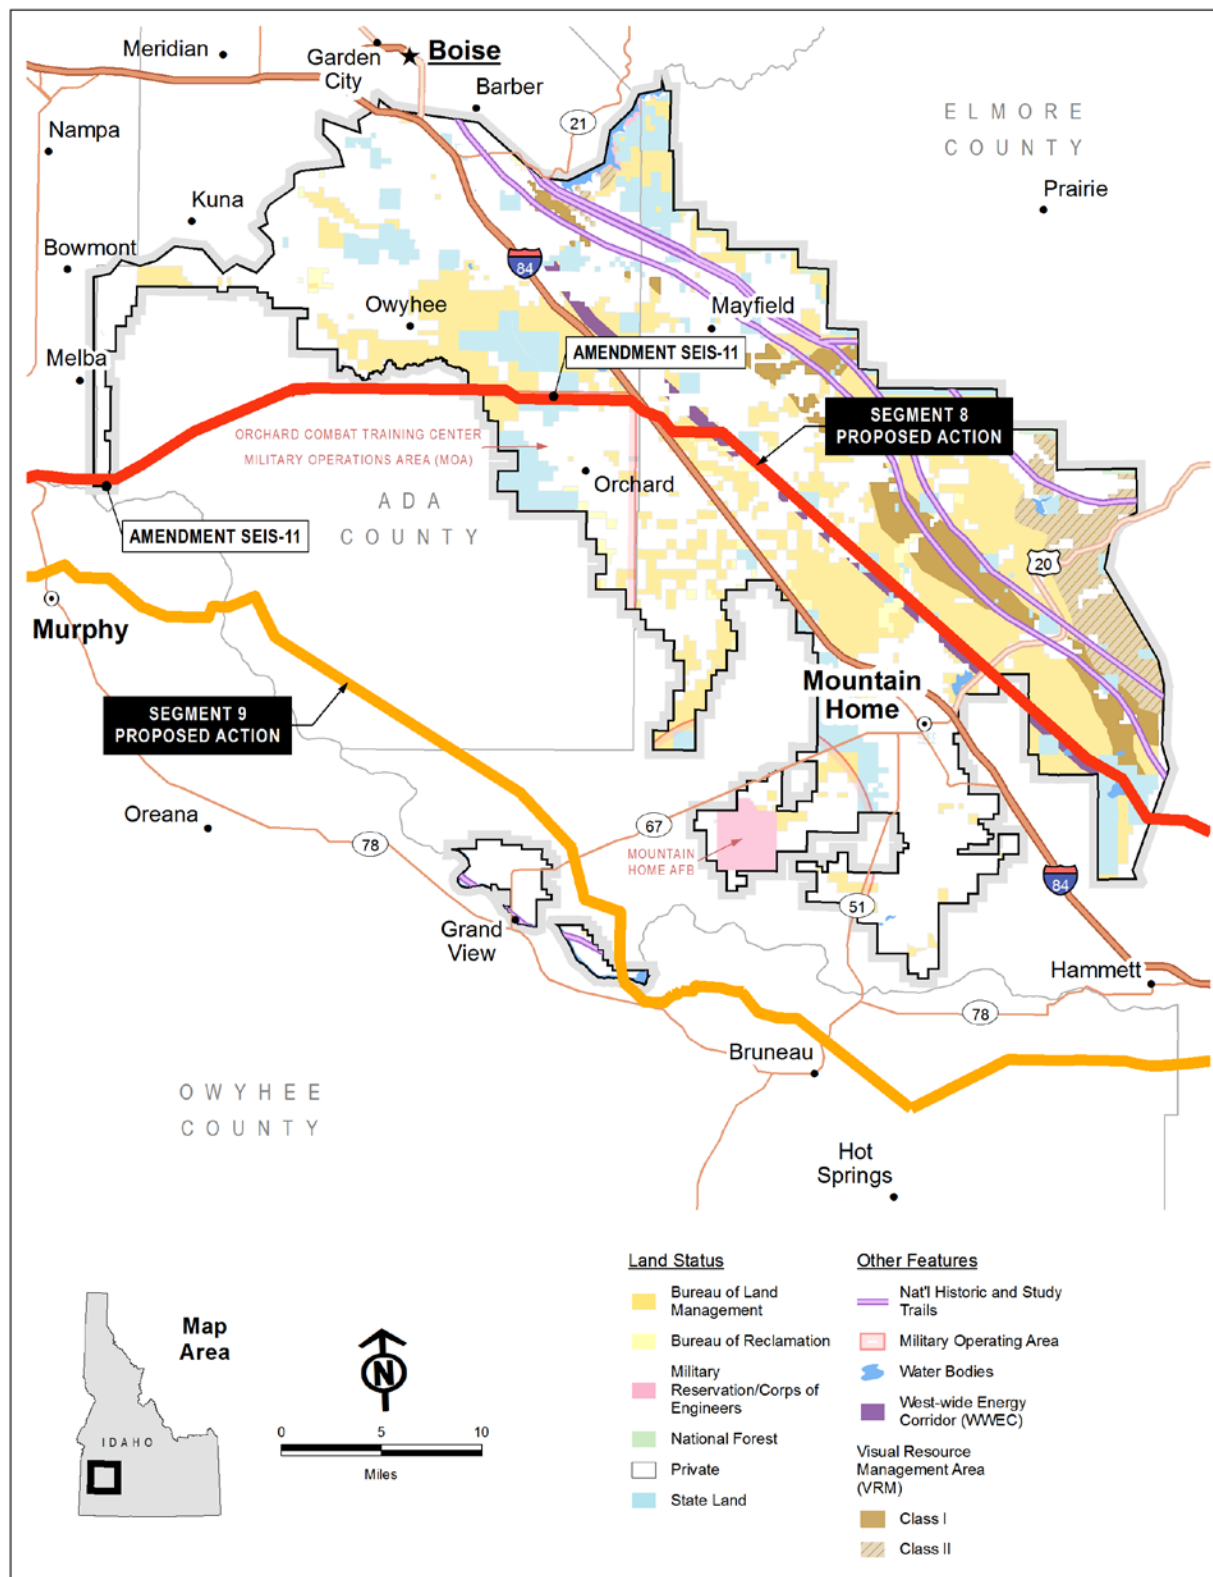 Meridian
Garden
City
Boise
Barber
21
ELMORE
COUNTY
Nampa
Prairie
Kuna
Bowmont
84
Owyhee
Mayfield
Melba
AMENDMENT SEIS-11
SEGMENT 8
PROPOSED ACTION
ORCHARD COMBAT TRAINING CENTER
MILITARY OPERATIONS AREA (MOA)
Orchard
ADA
COUNTY
AMENDMENT SEIS-11
20
Murphy
Mountain
Home
SEGMENT 9
PROPOSED ACTION
Oreana
78
67
MOUNTAIN
HOME AFB
84
51
Grand
View
Hammett
78
Bruneau
OWYHEE
COUNTY
Hot
Springs
Map
Area
IDAHO
N
0 5 10
Miles
Land Status
Bureau of Land
Management
Bureau of Reclamation
Military
Reservation/Corps of
Engineers
National Forest
Private
State Land
Other Features
Nat'l Historic and Study
Trails
Military Operating Area
Water Bodies
West-wide Energy
Corridor (WWEC)
Visual Resource
Management Area
(VRM)
Class I
Class II